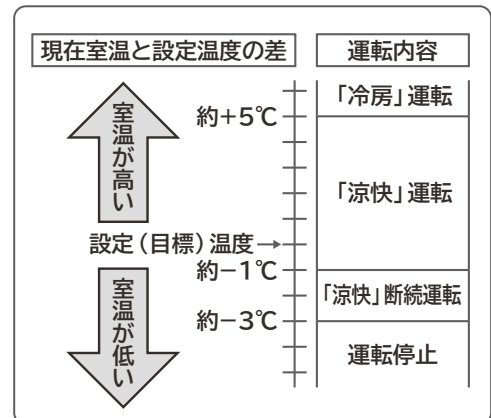 現在室温と設定温度の差
運転内容
室温が高い
約+5℃
設定（目標）温度→
約−1℃
約−3℃
室温が低い
「冷房」運転
「涼快」運転
「涼快」断続運転
運転停止